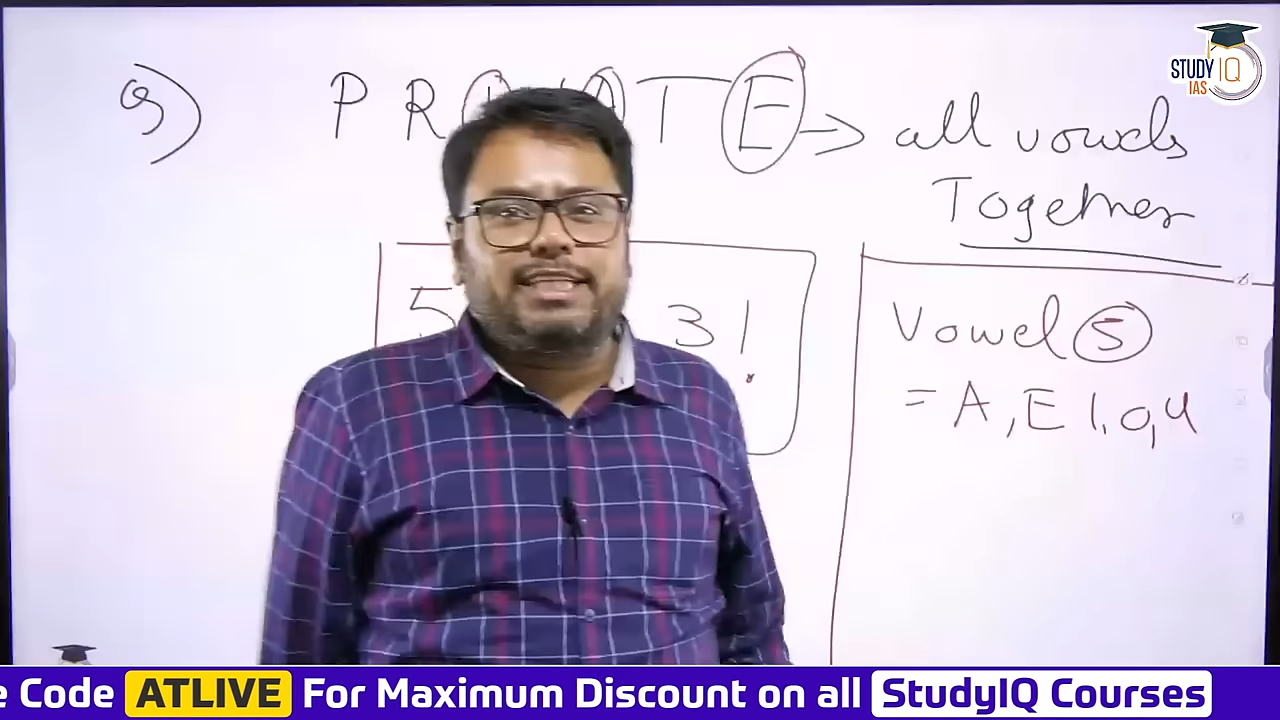 STUDY IQ
IAS
Q) P R A T E → all vowels
Together
5 3!
Vowel 5
= A, E I, O, U
e Code ATLIVE For Maximum Discount on all StudyIQ Courses